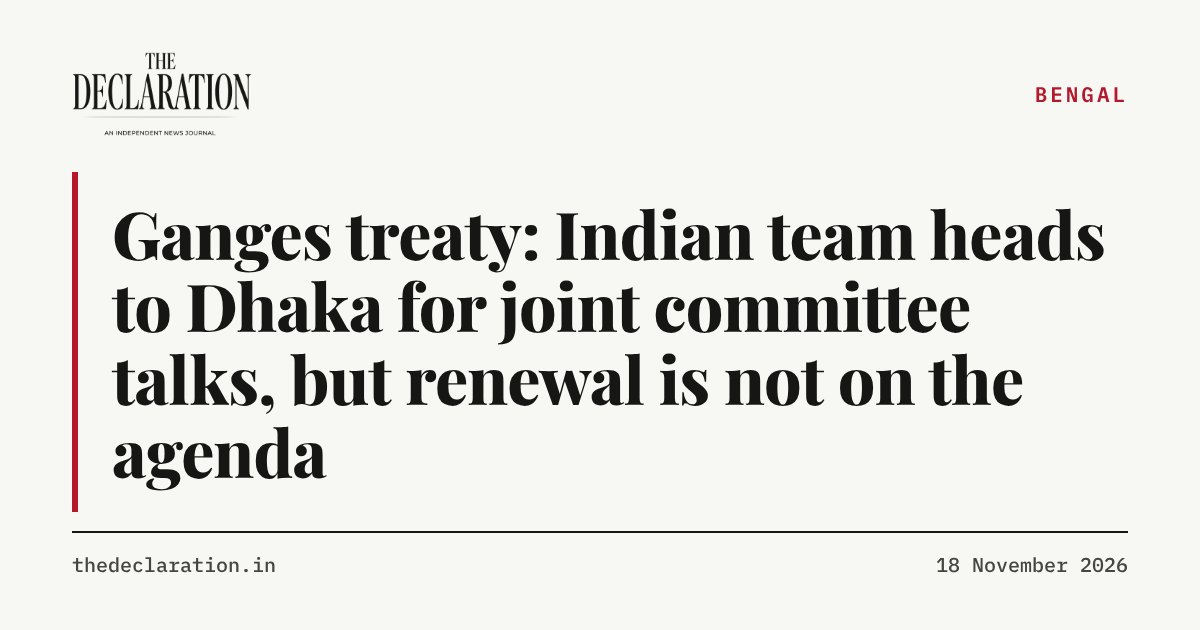 THE
DECLARATION
AN INDEPENDENT NEWS JOURNAL
BENGAL
Ganges treaty: Indian team heads
to Dhaka for joint committee
talks, but renewal is not on the
agenda
thedeclaration.in
18 November 2026